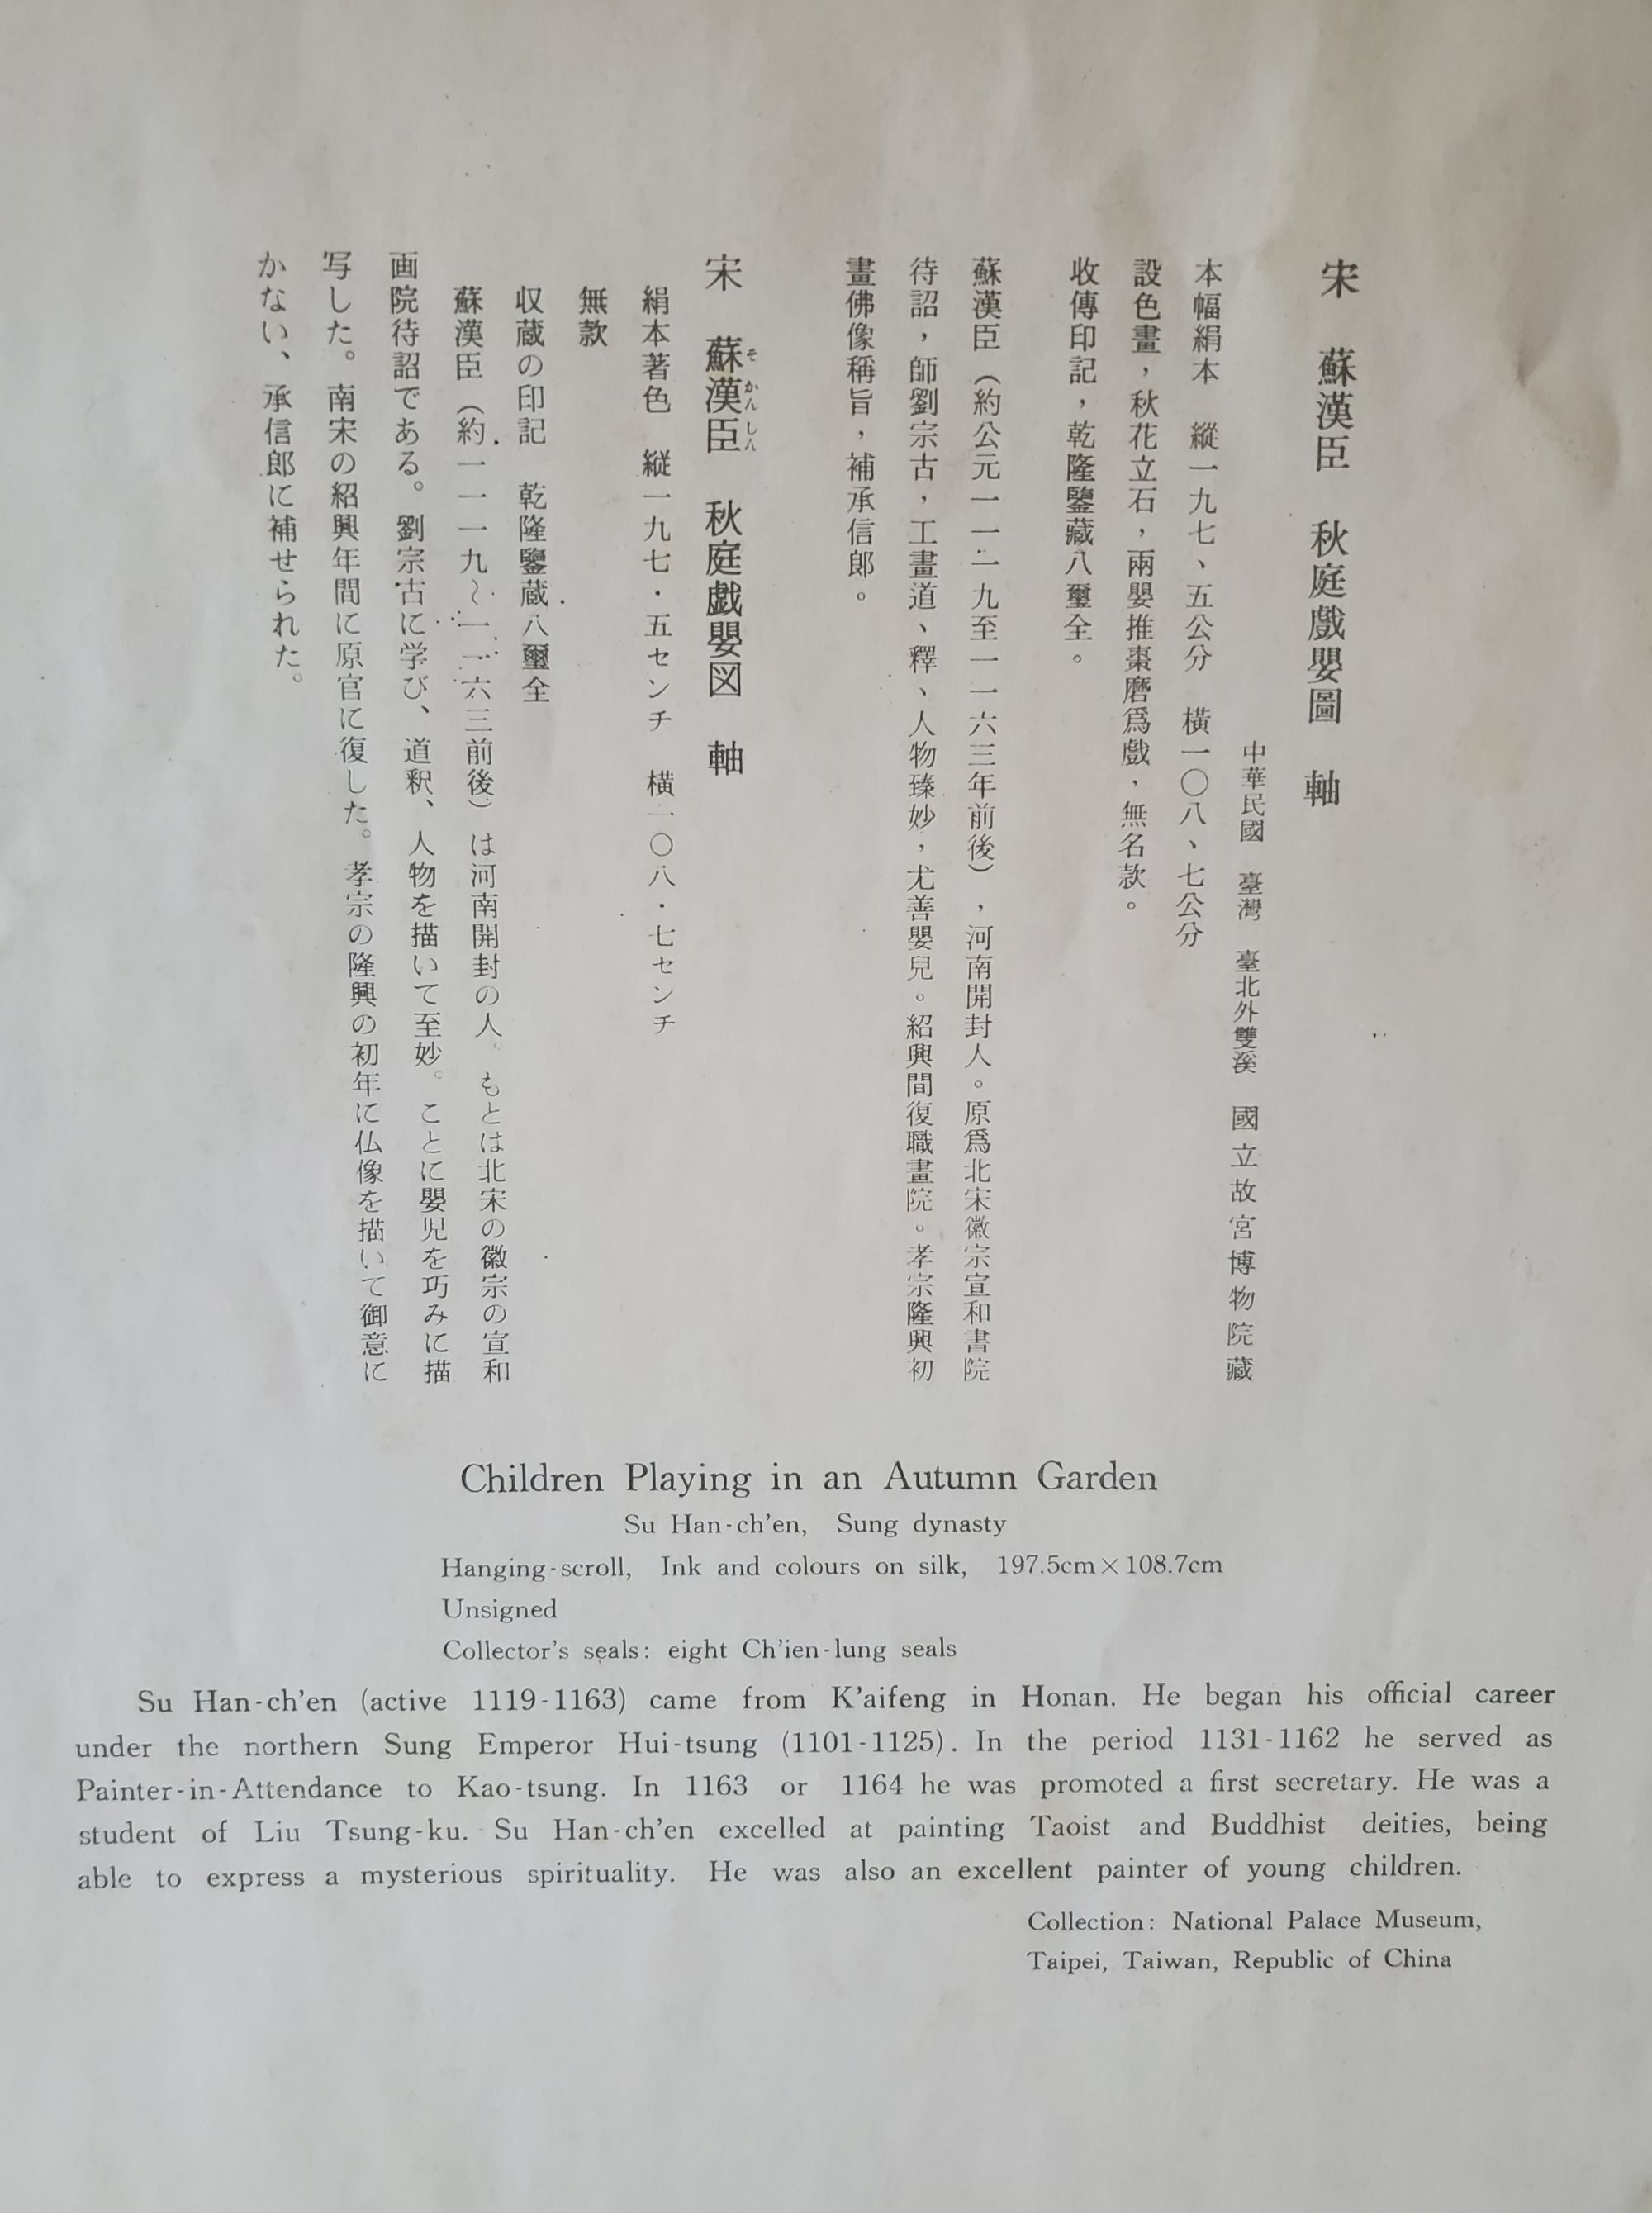 宋　蘇漢臣　秋庭戲嬰圖　軸
中華民國　臺灣　臺北外雙溪　國立故宮博物院藏
本幅絹本　縱一九七、五公分　橫一〇八、七公分
設色畫，秋花立石，兩嬰推棗磨爲戲，無名款。
收傳印記，乾隆鑒藏八璽全。
蘇漢臣（約公元一一一九至一一六三年前後），河南開封人。原爲北宋徽宗宣和書院
待詔，師劉宗古，工畫道、釋、人物臻妙，尤善嬰兒。紹興間復職畫院。孝宗隆興初
畫佛像稱旨，補承信郎。
宋　蘇漢臣　秋庭戯嬰図　軸
そ かん しん
絹本著色　縦一九七・五センチ　横一〇八・七センチ
無款
収蔵の印記　乾隆鑒蔵八璽全
蘇漢臣（約一一一九〜一一六三前後）は河南開封の人。もとは北宋の徽宗の宣和
画院待詔である。劉宗古に学び、道釈、人物を描いて至妙。ことに嬰児を巧みに描
写した。南宋の紹興年間に原官に復した。孝宗の隆興の初年に仏像を描いて御意に
かない、承信郎に補せられた。
Children Playing in an Autumn Garden
Su Han-ch'en, Sung dynasty
Hanging-scroll, Ink and colours on silk, 197.5cm×108.7cm
Unsigned
Collector's seals: eight Ch'ien-lung seals
Su Han-ch'en (active 1119-1163) came from K'aifeng in Honan. He began his official career
under the northern Sung Emperor Hui-tsung (1101-1125). In the period 1131-1162 he served as
Painter-in-Attendance to Kao-tsung. In 1163 or 1164 he was promoted a first secretary. He was a
student of Liu Tsung-ku. Su Han-ch'en excelled at painting Taoist and Buddhist deities, being
able to express a mysterious spirituality. He was also an excellent painter of young children.
Collection: National Palace Museum,
Taipei, Taiwan, Republic of China